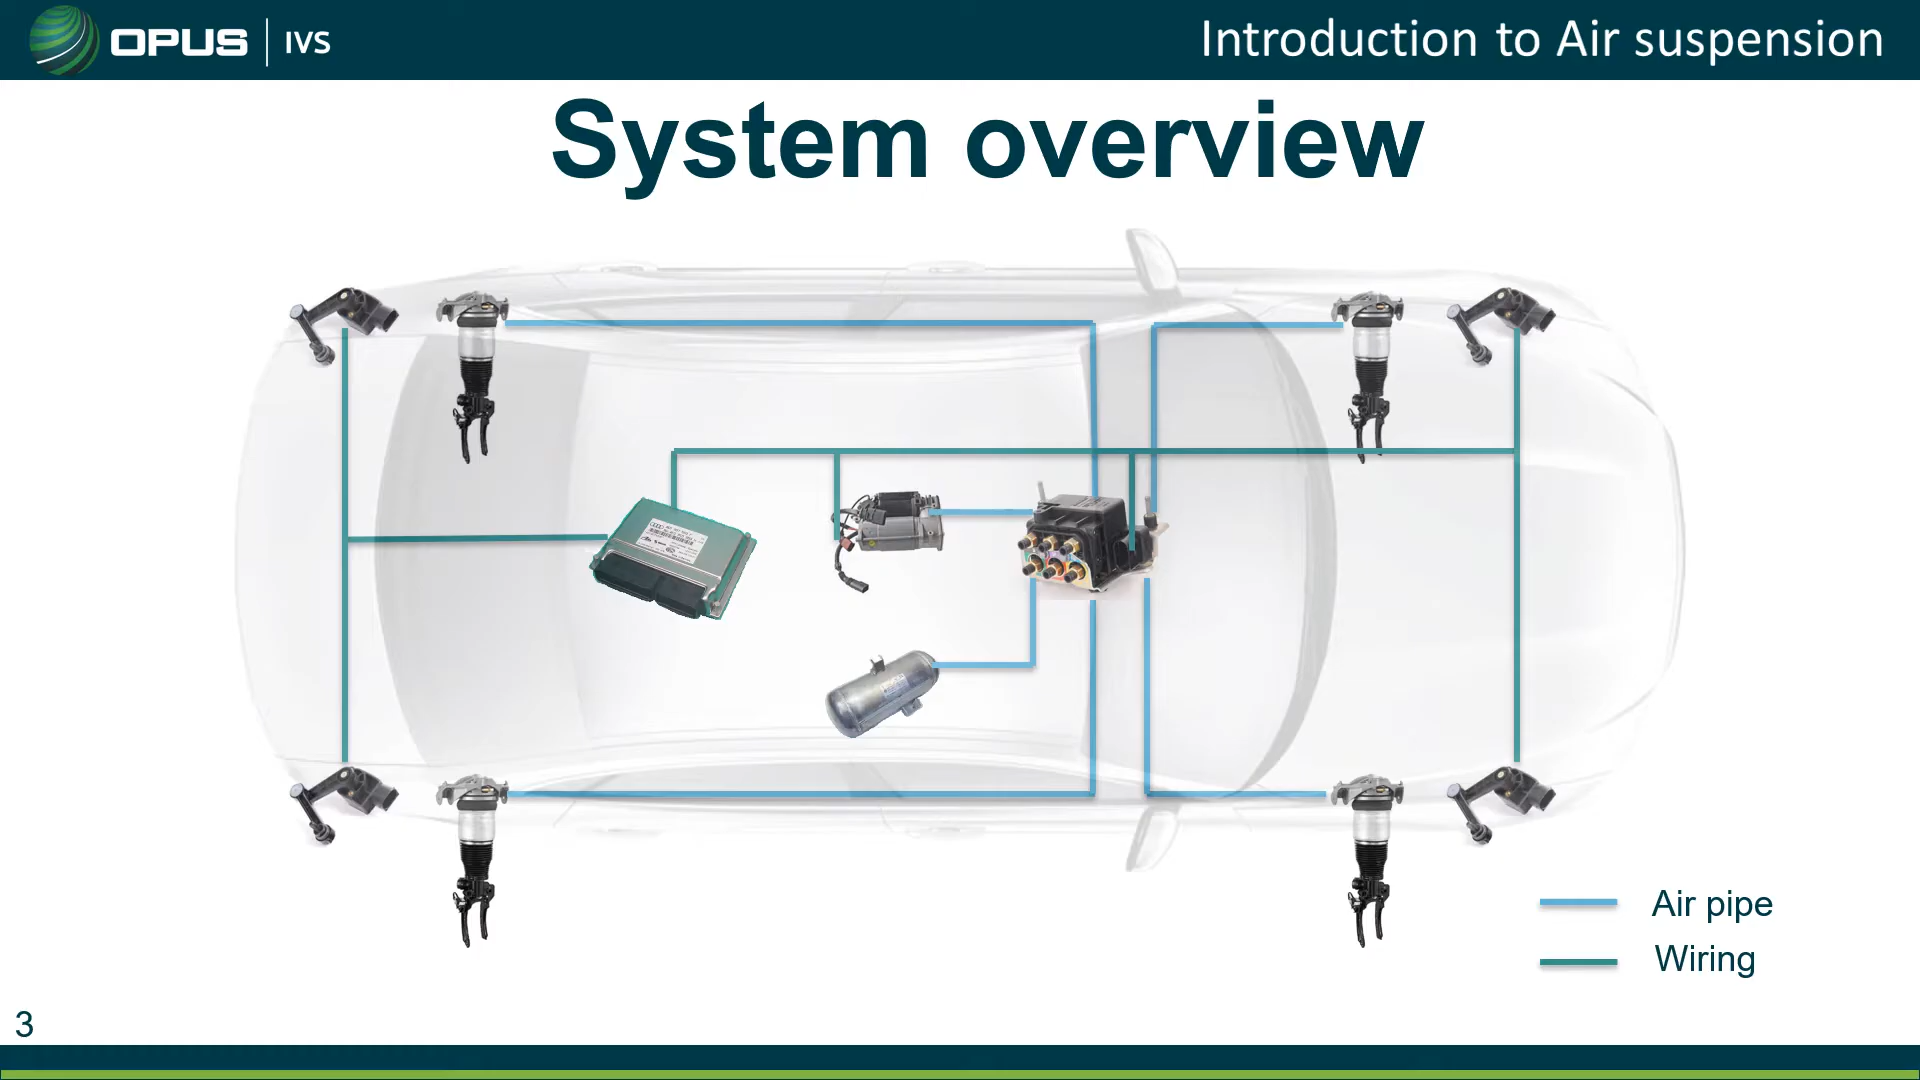 OPUS IVS
Introduction to Air suspension
System overview
Air pipe
Wiring
3